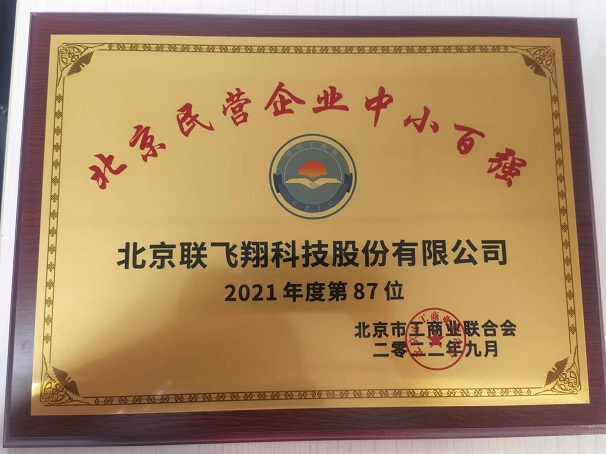 北京民营企业中小百强
北京联飞翔科技股份有限公司
2021年度第87位
北京市工商业联合会
二零二二年九月